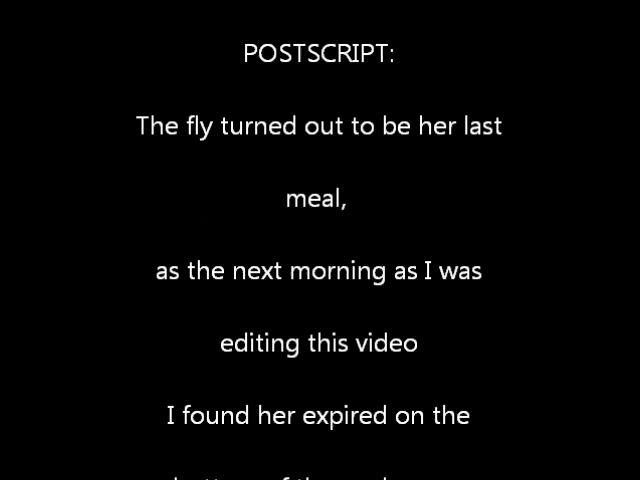 POSTSCRIPT:
The fly turned out to be her last
meal,
as the next morning as I was
editing this video
I found her expired on the